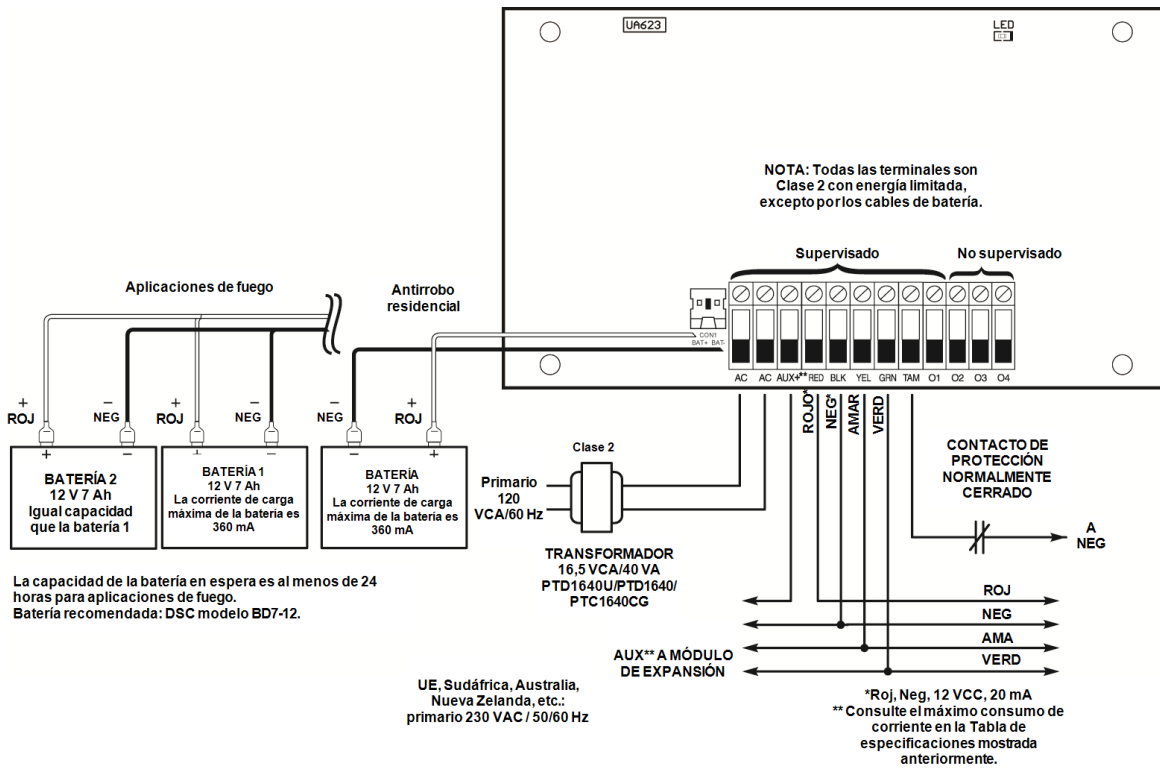 UA623
LED
NOTA: Todas las terminales son
Clase 2 con energía limitada,
excepto por los cables de batería.
Supervisado
No supervisado
Aplicaciones de fuego
Antirrobo
residencial
CON1
BAT+ BAT-
AC AC AUX+** RED BLK YEL GRN TAM O1 O2 O3 O4
ROJO*
NEG*
AMAR
VERD
+
ROJ
−
NEG
+
ROJ
−
NEG
−
NEG
+
ROJ
+ −
BATERÍA 2
12 V 7 Ah
Igual capacidad
que la batería 1
+ −
BATERÍA 1
12 V 7 Ah
La corriente de carga
máxima de la batería es
360 mA
− +
BATERÍA
12 V 7 Ah
La corriente de carga
máxima de la batería es
360 mA
Clase 2
Primario
120
VCA/60 Hz
TRANSFORMADOR
16,5 VCA/40 VA
PTD1640U/PTD1640/
PTC1640CG
CONTACTO DE
PROTECCIÓN
NORMALMENTE
CERRADO
A
NEG
La capacidad de la batería en espera es al menos de 24
horas para aplicaciones de fuego.
Batería recomendada: DSC modelo BD7-12.
ROJ
NEG
AMA
VERD
AUX** A MÓDULO
DE EXPANSIÓN
UE, Sudáfrica, Australia,
Nueva Zelanda, etc.:
primario 230 VAC / 50/60 Hz
*Roj, Neg, 12 VCC, 20 mA
** Consulte el máximo consumo de
corriente en la Tabla de
especificaciones mostrada
anteriormente.